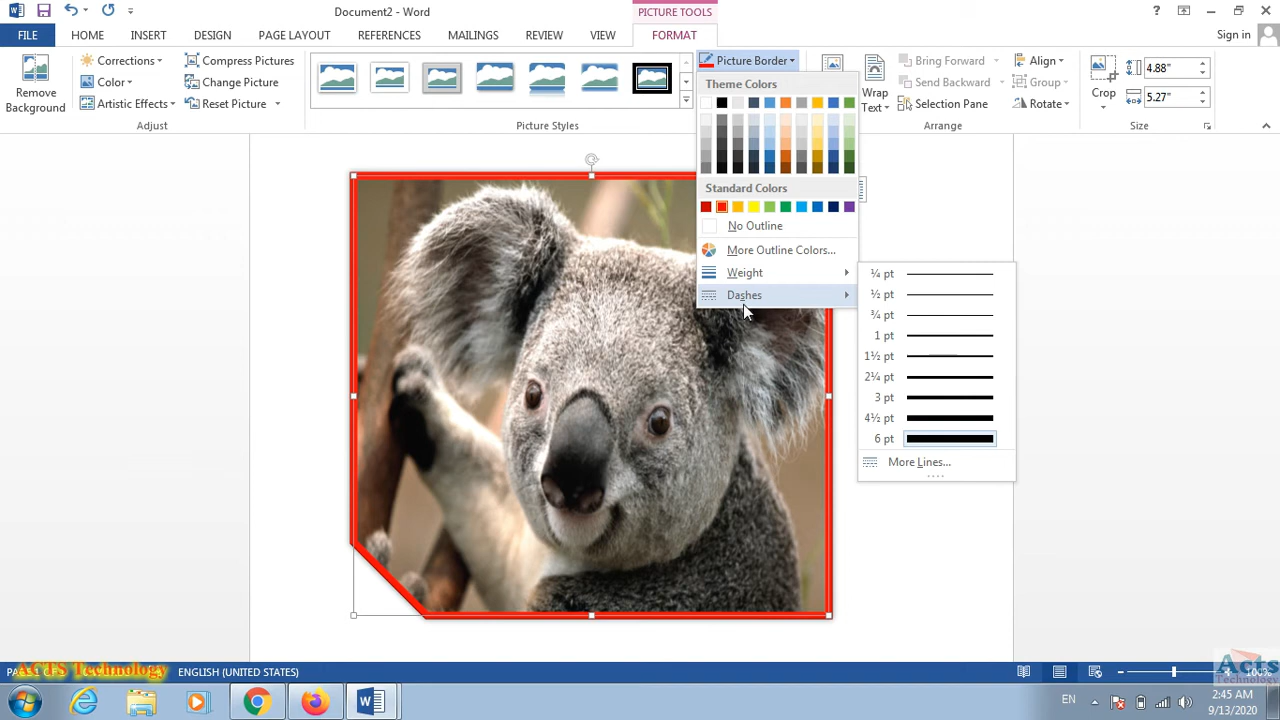 Document2 - Word
PICTURE TOOLS
?
FILE
HOME
INSERT
DESIGN
PAGE LAYOUT
REFERENCES
MAILINGS
REVIEW
VIEW
FORMAT
Sign in
Remove
Background
Corrections
Color
Artistic Effects
Compress Pictures
Change Picture
Reset Picture
Adjust
Picture Styles
Picture Border
Wrap
Text
Bring Forward
Send Backward
Selection Pane
Align
Group
Rotate
Arrange
Crop
4.88"
5.27"
Size
Theme Colors
Standard Colors
No Outline
More Outline Colors...
Weight
Dashes
¼ pt
½ pt
¾ pt
1 pt
1½ pt
2¼ pt
3 pt
4½ pt
6 pt
More Lines...
ACTS Technology
ENGLISH (UNITED STATES)
100%
Acts
Technology
EN
2:45 AM
9/13/2020